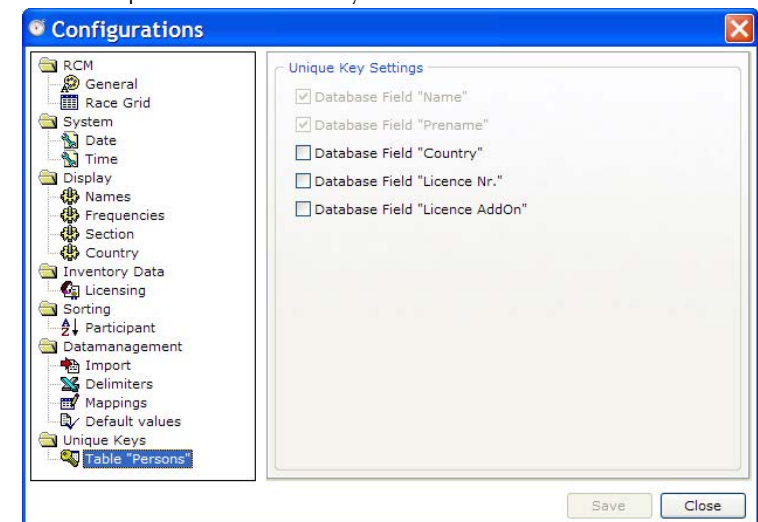 Configurations
RCM
General
Race Grid
System
Date
Time
Display
Names
Frequencies
Section
Country
Inventory Data
Licensing
Sorting
Participant
Datamanagement
Import
Delimiters
Mappings
Default values
Unique Keys
Table "Persons"
Unique Key Settings
Database Field "Name"
Database Field "Prename"
Database Field "Country"
Database Field "Licence Nr."
Database Field "Licence AddOn"
Save
Close